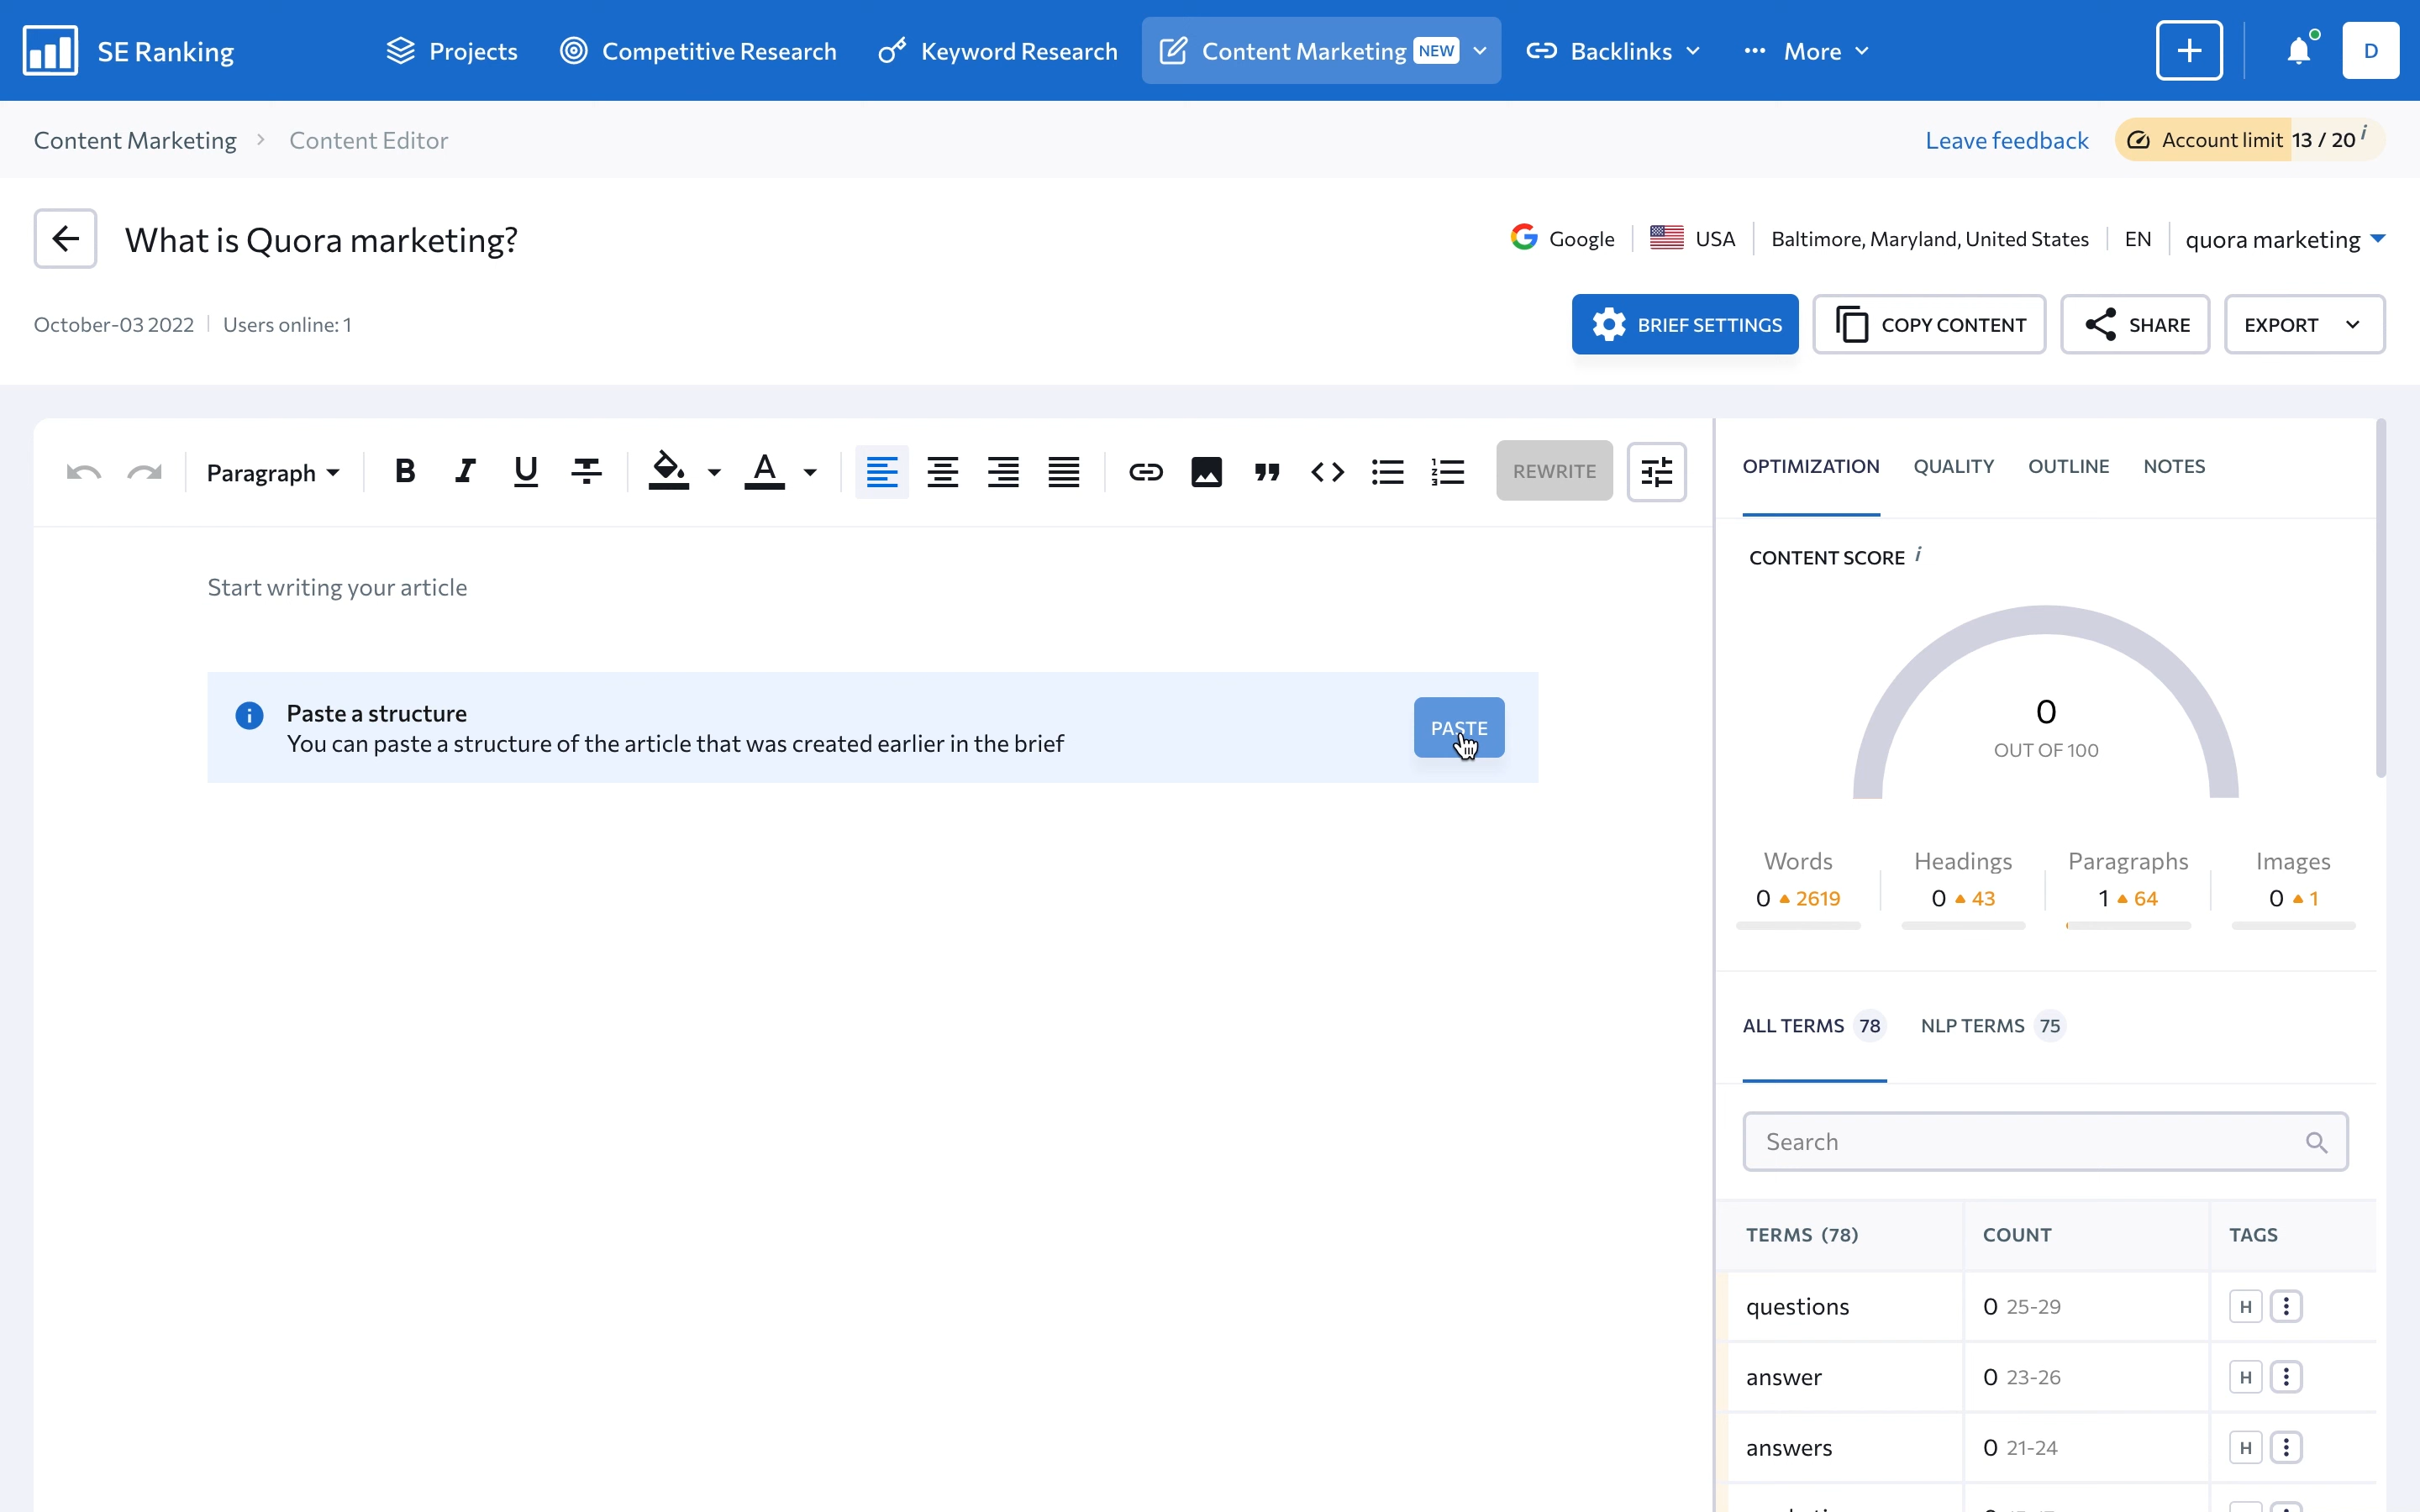 SE Ranking
Projects
Competitive Research
Keyword Research
Content Marketing NEW
Backlinks
More
D
Content Marketing > Content Editor
Leave feedback
Account limit 13 / 20 i
What is Quora marketing?
Google
USA
Baltimore, Maryland, United States
EN
quora marketing
October-03 2022
Users online: 1
BRIEF SETTINGS
COPY CONTENT
SHARE
EXPORT
Paragraph
REWRITE
Start writing your article
Paste a structure
You can paste a structure of the article that was created earlier in the brief
PASTE
OPTIMIZATION
QUALITY
OUTLINE
NOTES
CONTENT SCORE i
0
OUT OF 100
Words
0 2619
Headings
0 43
Paragraphs
1 64
Images
0 1
ALL TERMS 78
NLP TERMS 75
Search
TERMS (78) COUNT TAGS
questions 0 25-29 H
answer 0 23-26 H
answers 0 21-24 H